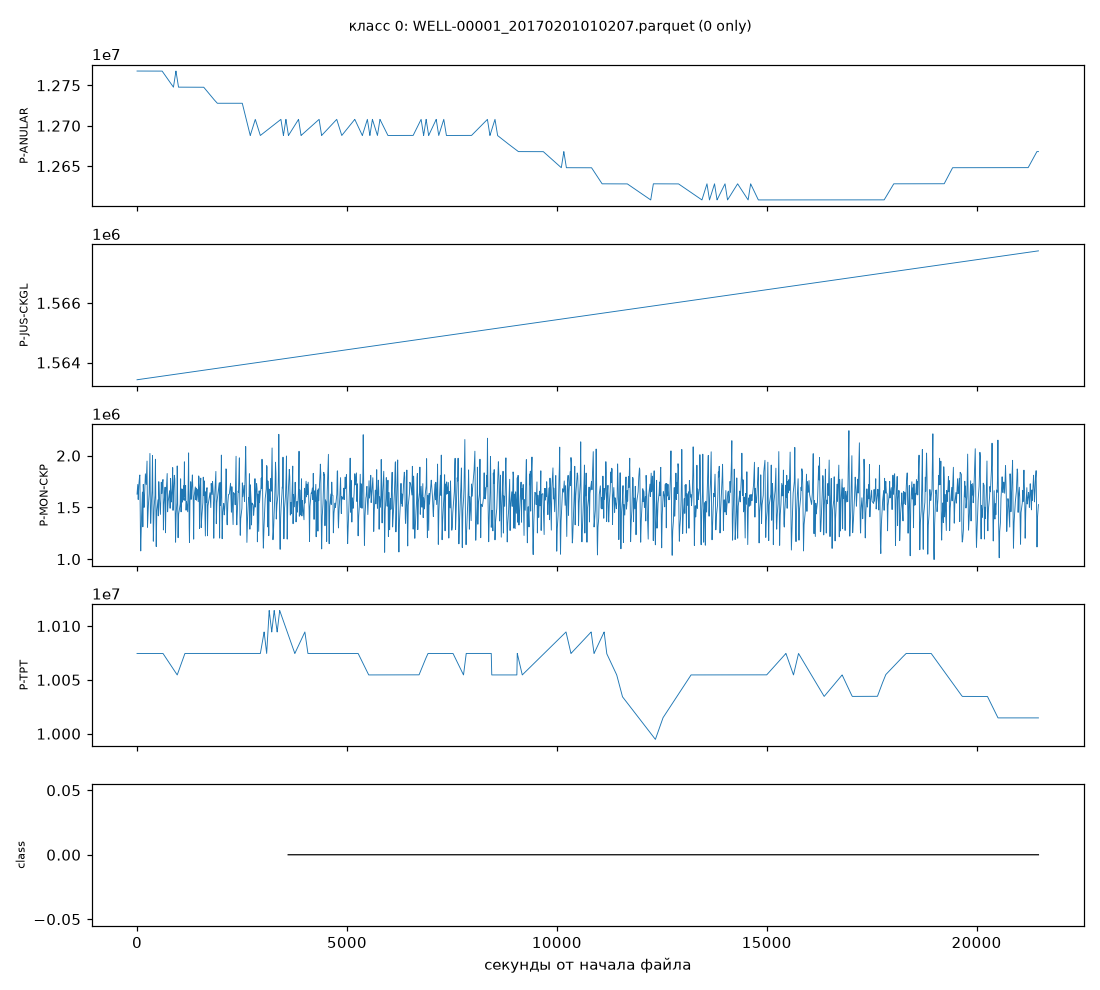 класс 0: WELL-00001_20170201010207.parquet (0 only)
1e7
P-ANULAR
1.275
1.270
1.265
1e6
P-JUS-CKGL
1.566
1.564
1e6
P-MON-CKP
2.0
1.5
1.0
1e7
P-TPT
1.010
1.005
1.000
class
0.05
0.00
−0.05
0 5000 10000 15000 20000
секунды от начала файла